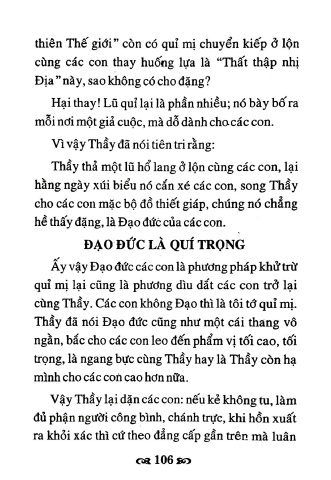 thiên Thế giới” còn có quỉ mị chuyển kiếp ở lộn
cùng các con thay huống lựa là “Thất thập nhị
Địa” này, sao không có cho đặng?
Hại thay! Lũ quỉ lại là phần nhiều; nó bày bố ra
mỗi nơi một giả cuộc, mà dỗ dành cho các con.
Vì vậy Thầy đã nói tiên tri rằng:
Thầy thả một lũ hổ lang ở lộn cùng các con, lại
hằng ngày xúi biểu nó cắn xé các con, song Thầy
cho các con mặc bộ đồ thiết giáp, chúng nó chẳng
hề thấy đặng, là Đạo đức của các con.
ĐẠO ĐỨC LÀ QUÍ TRỌNG
Ấy vậy Đạo đức các con là phương pháp khử trừ
quỉ mị lại cũng là phương dìu dắt các con trở lại
cùng Thầy. Các con không Đạo thì là tôi tớ quỉ mị.
Thầy đã nói Đạo đức cũng như một cái thang vô
ngần, bắc cho các con leo đến phẩm vị tối cao, tối
trọng, là ngang bực cùng Thầy hay là Thầy còn hạ
mình cho các con cao hơn nữa.
Vậy Thầy lại dặn các con: nếu kẻ không tu, làm
đủ phận người công bình, chánh trực, khi hồn xuất
ra khỏi xác thì cứ theo đẳng cấp gần trên mà luân
106